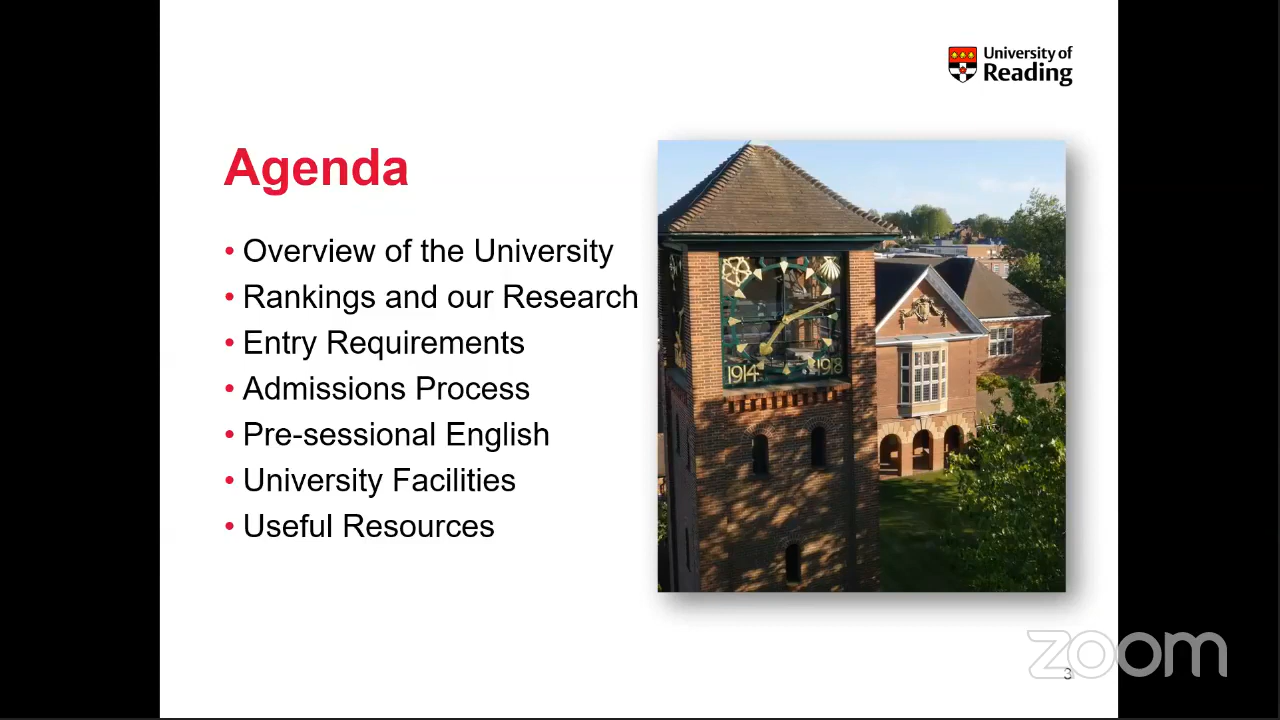 University of
Reading
Agenda
• Overview of the University
• Rankings and our Research
• Entry Requirements
• Admissions Process
• Pre-sessional English
• University Facilities
• Useful Resources
1914 1918
zoom
3